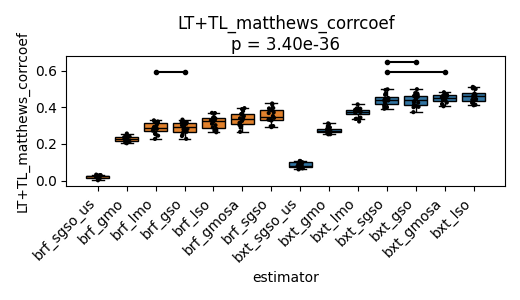 LT+TL_matthews_corrcoef
p = 3.40e-36
LT+TL_matthews_corrcoef
0.6
0.4
0.2
0.0
brf_sgso_us
brf_gmo
brf_lmo
brf_gso
brf_lso
brf_gmosa
brf_sgso
bxt_sgso_us
bxt_gmo
bxt_lmo
bxt_sgso
bxt_gso
bxt_gmosa
bxt_lso
estimator